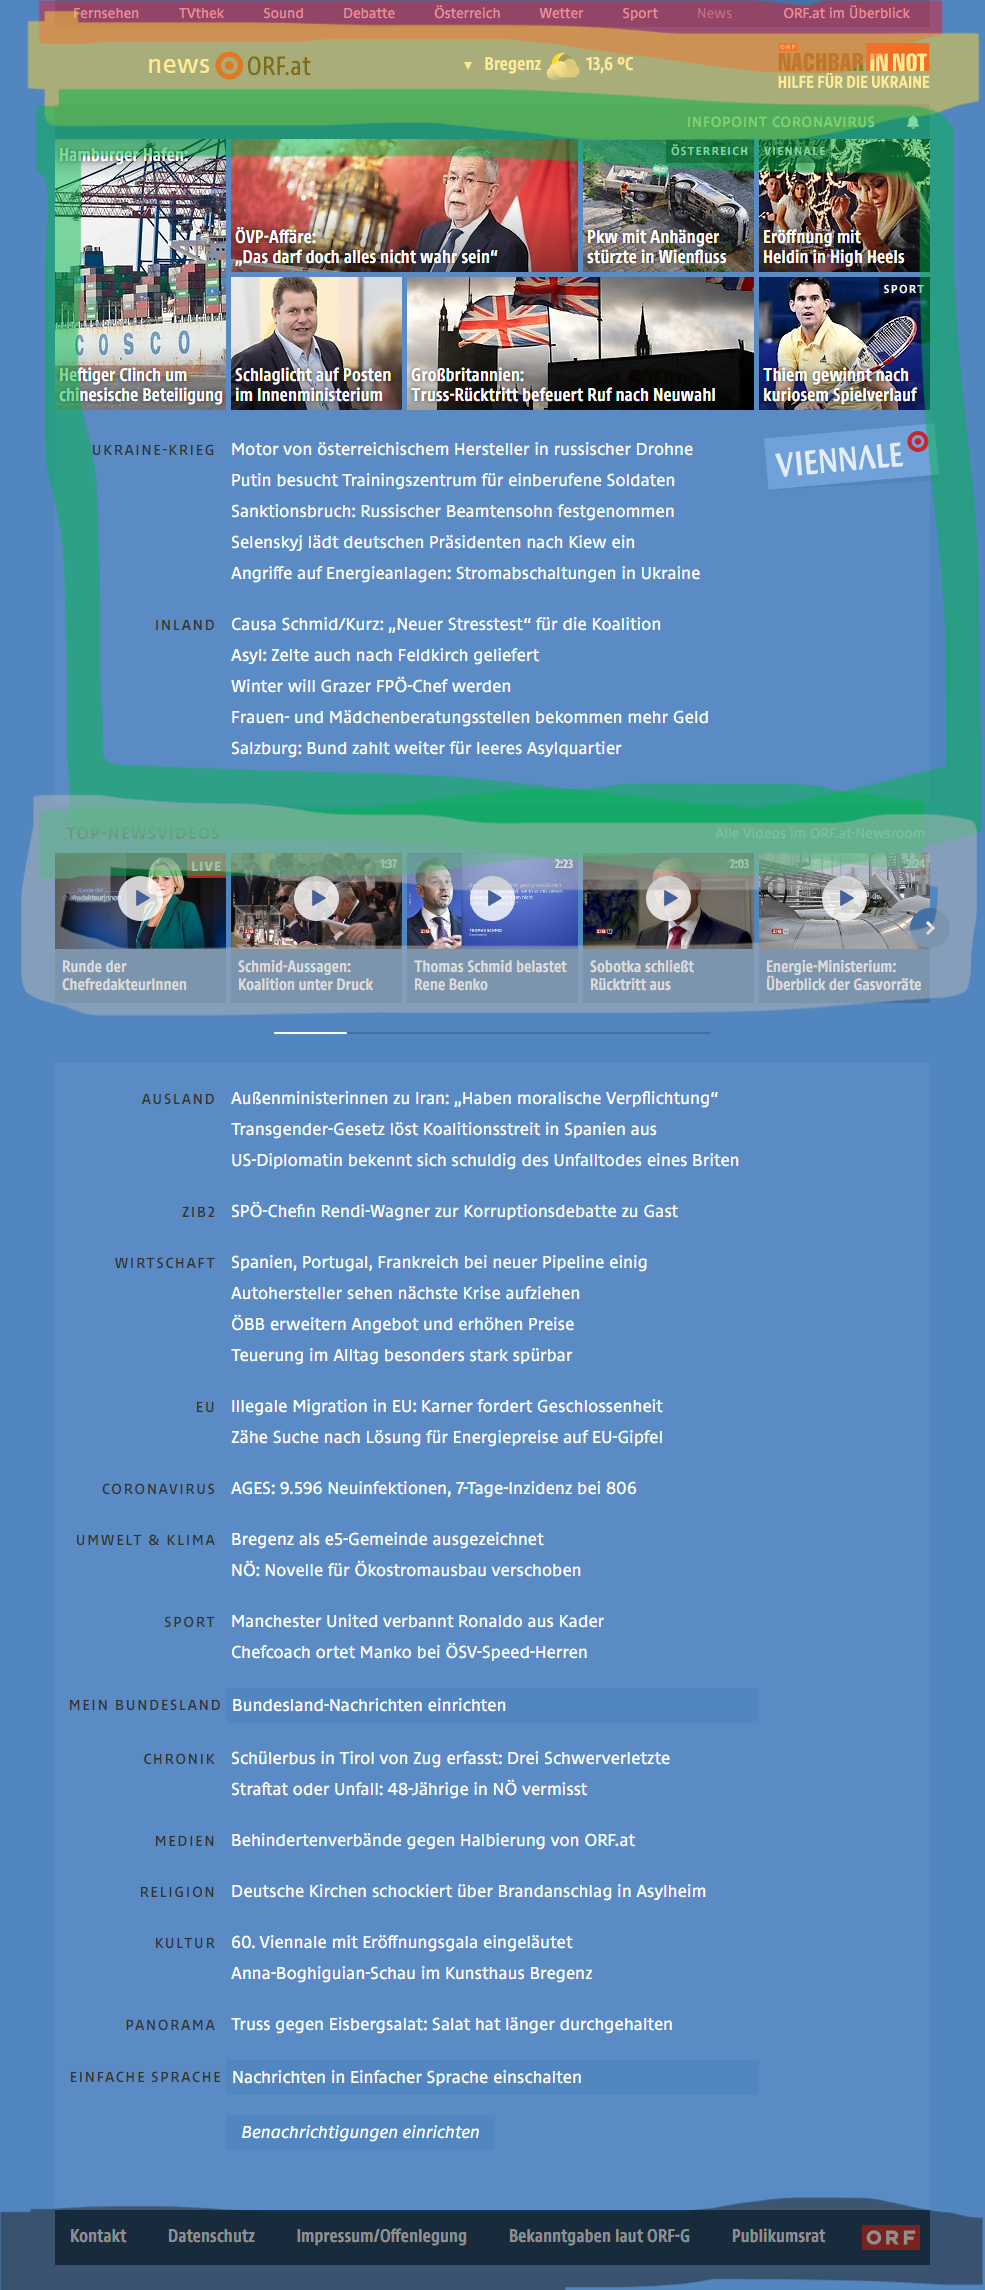 Fernsehen TVthek Sound Debatte Österreich Wetter Sport News ORF.at im Überblick
news ORF.at
▼ Bregenz 13,6 °C
ORF
NACHBAR IN NOT
HILFE FÜR DIE UKRAINE
INFOPOINT CORONAVIRUS
Hamburger Hafen:
COSCO
Heftiger Clinch um
chinesische Beteiligung
ÖVP-Affäre:
„Das darf doch alles nicht wahr sein“
ÖSTERREICH
Pkw mit Anhänger
stürzte in Wienfluss
VIENNALE
Eröffnung mit
Heldin in High Heels
Schlaglicht auf Posten
im Innenministerium
Großbritannien:
Truss-Rücktritt befeuert Ruf nach Neuwahl
SPORT
Thiem gewinnt nach
kuriosem Spielverlauf
UKRAINE-KRIEG Motor von österreichischem Hersteller in russischer Drohne
Putin besucht Trainingszentrum für einberufene Soldaten
Sanktionsbruch: Russischer Beamtensohn festgenommen
Selenskyj lädt deutschen Präsidenten nach Kiew ein
Angriffe auf Energieanlagen: Stromabschaltungen in Ukraine
VIENNALE
INLAND Causa Schmid/Kurz: „Neuer Stresstest“ für die Koalition
Asyl: Zelte auch nach Feldkirch geliefert
Winter will Grazer FPÖ-Chef werden
Frauen- und Mädchenberatungsstellen bekommen mehr Geld
Salzburg: Bund zahlt weiter für leeres Asylquartier
TOP-NEWSVIDEOS Alle Videos im ORF.at-Newsroom
LIVE 1:37 2:23 2:03 2:24
Runde der
ChefredakteurInnen
THOMAS SCHMID
Runde der
ChefredakteurInnen
Schmid-Aussagen:
Koalition unter Druck
Thomas Schmid belastet
Rene Benko
Sobotka schließt
Rücktritt aus
Energie-Ministerium:
Überblick der Gasvorräte
AUSLAND Außenministerinnen zu Iran: „Haben moralische Verpflichtung“
Transgender-Gesetz löst Koalitionsstreit in Spanien aus
US-Diplomatin bekennt sich schuldig des Unfalltodes eines Briten
ZIB2 SPÖ-Chefin Rendi-Wagner zur Korruptionsdebatte zu Gast
WIRTSCHAFT Spanien, Portugal, Frankreich bei neuer Pipeline einig
Autohersteller sehen nächste Krise aufziehen
ÖBB erweitern Angebot und erhöhen Preise
Teuerung im Alltag besonders stark spürbar
EU Illegale Migration in EU: Karner fordert Geschlossenheit
Zähe Suche nach Lösung für Energiepreise auf EU-Gipfel
CORONAVIRUS AGES: 9.596 Neuinfektionen, 7-Tage-Inzidenz bei 806
UMWELT & KLIMA Bregenz als e5-Gemeinde ausgezeichnet
NÖ: Novelle für Ökostromausbau verschoben
SPORT Manchester United verbannt Ronaldo aus Kader
Chefcoach ortet Manko bei ÖSV-Speed-Herren
MEIN BUNDESLAND Bundesland-Nachrichten einrichten
CHRONIK Schülerbus in Tirol von Zug erfasst: Drei Schwerverletzte
Straftat oder Unfall: 48-Jährige in NÖ vermisst
MEDIEN Behindertenverbände gegen Halbierung von ORF.at
RELIGION Deutsche Kirchen schockiert über Brandanschlag in Asylheim
KULTUR 60. Viennale mit Eröffnungsgala eingeläutet
Anna-Boghiguian-Schau im Kunsthaus Bregenz
PANORAMA Truss gegen Eisbergsalat: Salat hat länger durchgehalten
EINFACHE SPRACHE Nachrichten in Einfacher Sprache einschalten
Benachrichtigungen einrichten
Kontakt Datenschutz Impressum/Offenlegung Bekanntgaben laut ORF-G Publikumsrat ORF